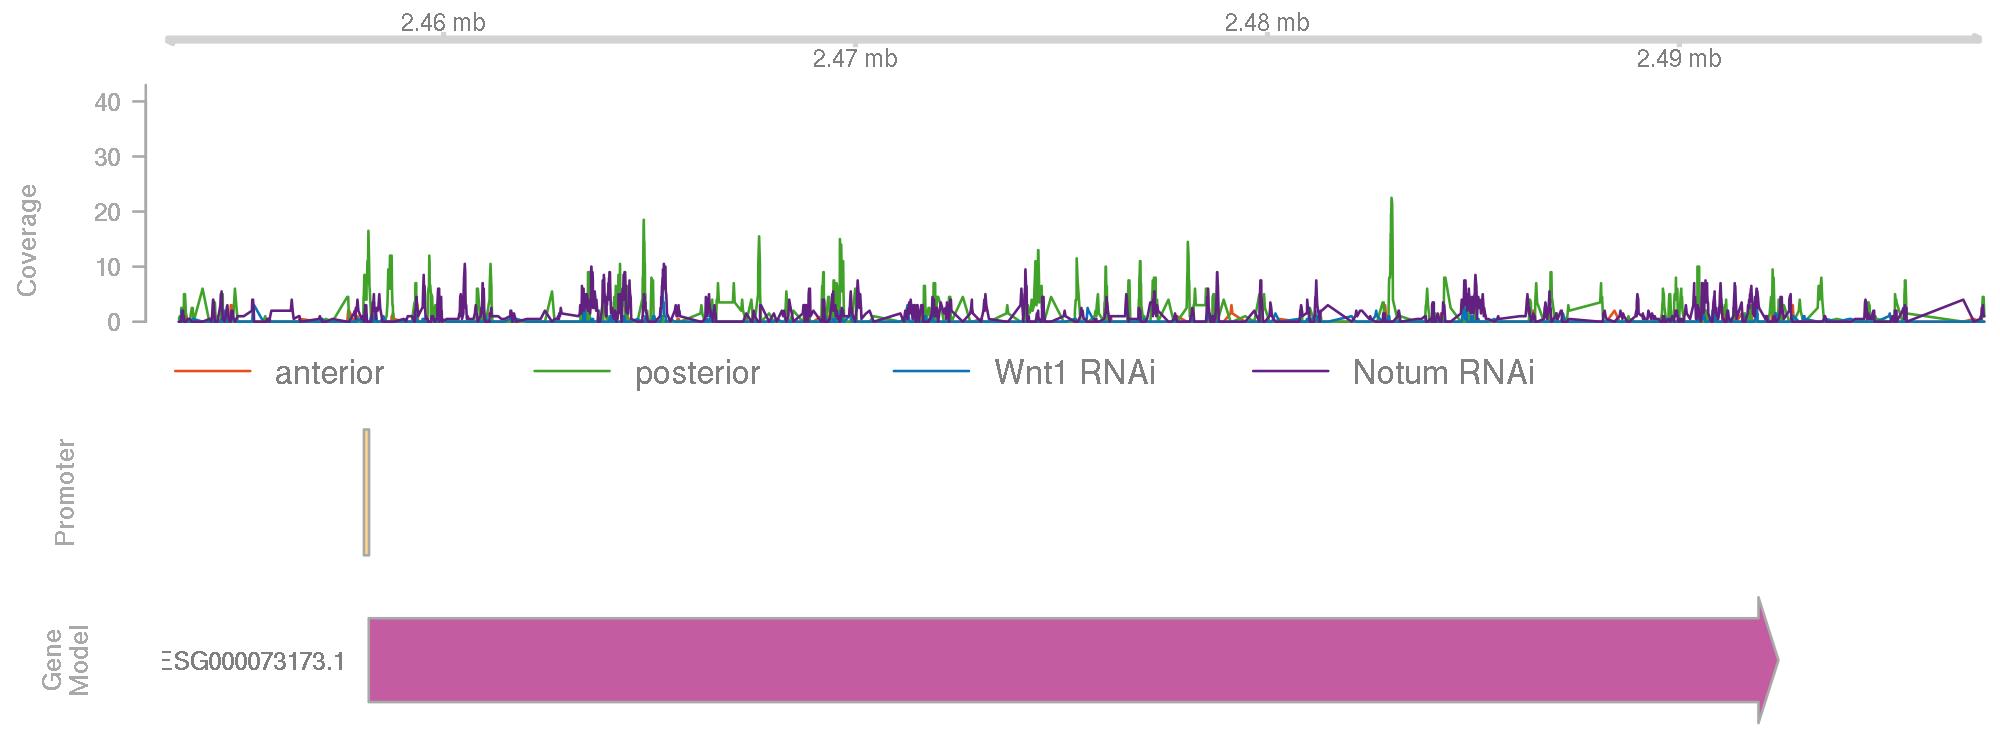 2.46 mb
2.48 mb
2.47 mb
2.49 mb
Coverage
40
30
20
10
0
anterior
posterior
Wnt1 RNAi
Notum RNAi
Promoter
Gene
Model
ESG000073173.1